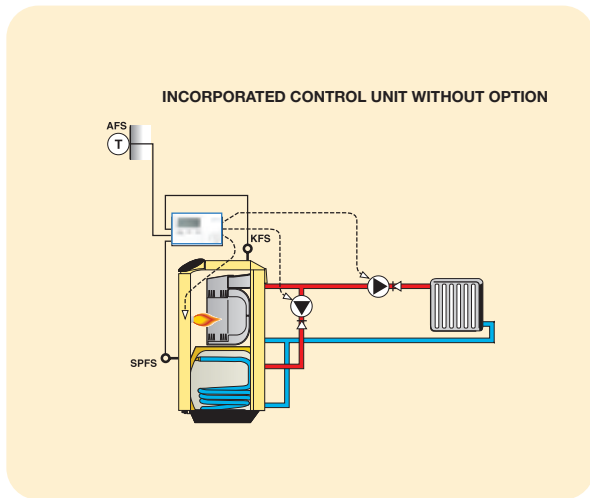 INCORPORATED CONTROL UNIT WITHOUT OPTION
AFS
T
KFS
SPFS